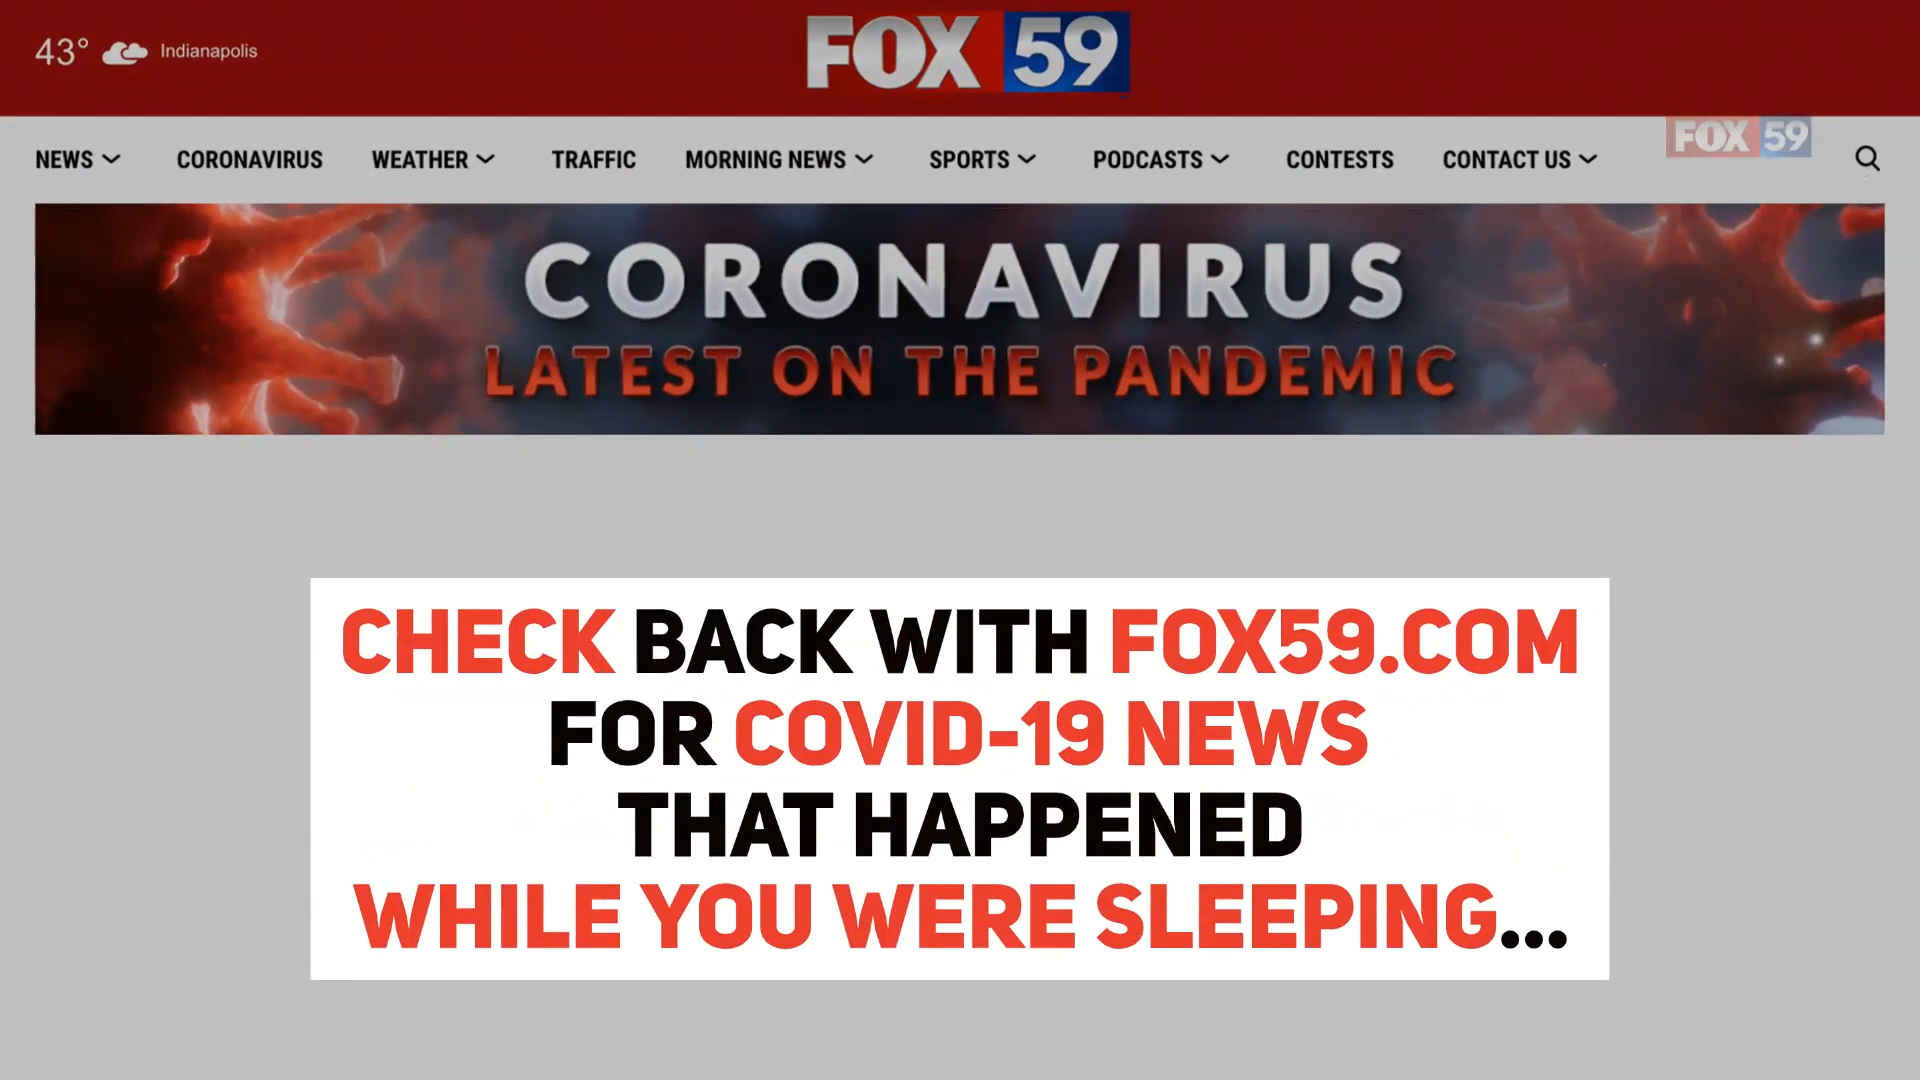 43° Indianapolis
FOX 59
NEWS CORONAVIRUS WEATHER TRAFFIC MORNING NEWS SPORTS PODCASTS CONTESTS CONTACT US
FOX 59
CORONAVIRUS
LATEST ON THE PANDEMIC
CHECK BACK WITH FOX59.COM
FOR COVID-19 NEWS
THAT HAPPENED
WHILE YOU WERE SLEEPING...